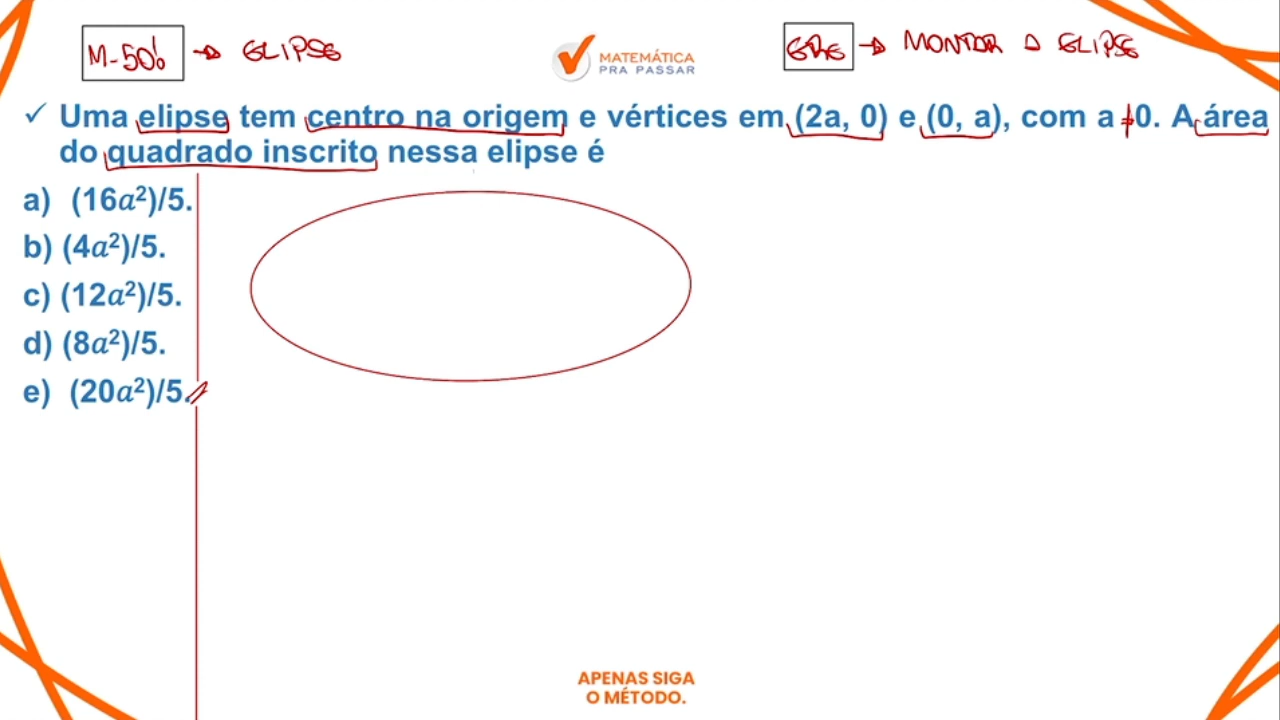 M-50! → ELIPSE
MATEMÁTICA
PRA PASSAR
→ MONTAR A ELIPSE
✓ Uma elipse tem centro na origem e vértices em (2a, 0) e (0, a), com a ≠ 0. A área
do quadrado inscrito nessa elipse é
a) (16a²)/5.
b) (4a²)/5.
c) (12a²)/5.
d) (8a²)/5.
e) (20a²)/5.
APENAS SIGA
O MÉTODO.